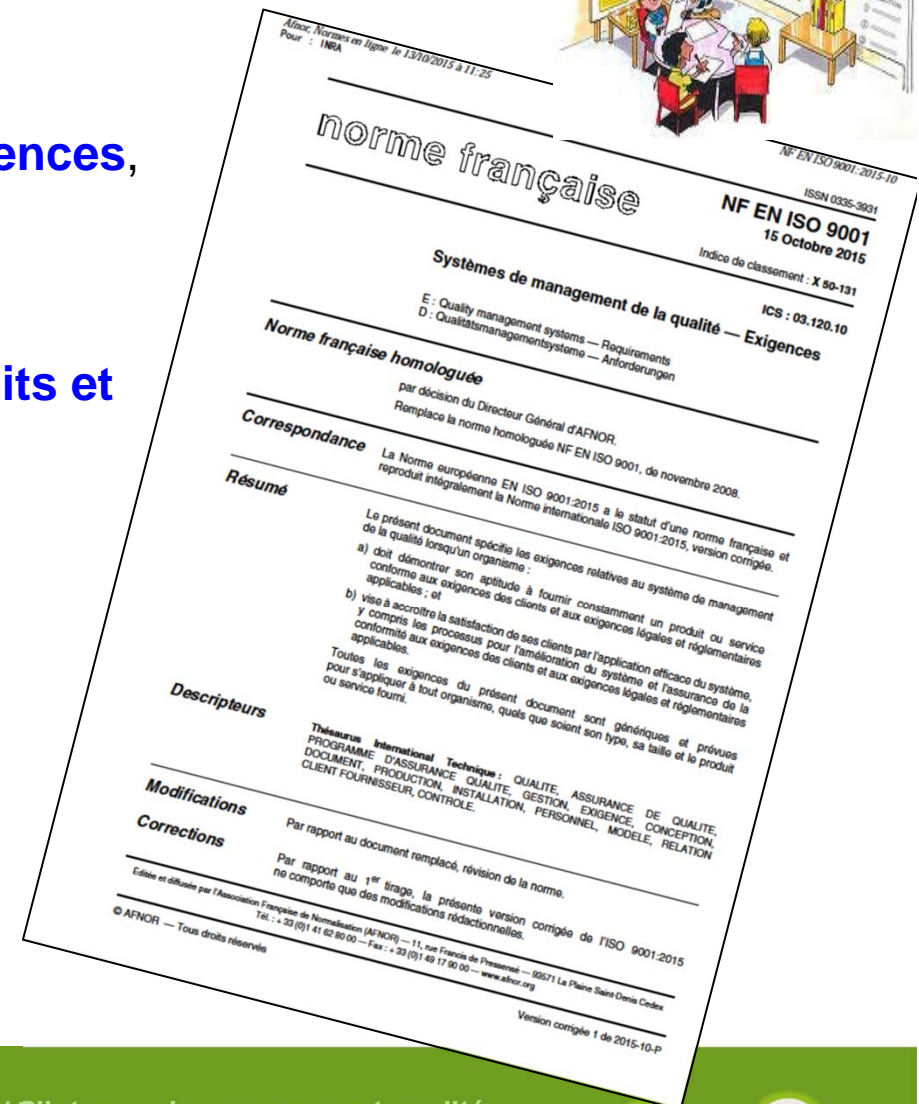 ences,
its et
Afnor, Normes en ligne le 13/10/2015 à 11:25
Pour : INRA
NF EN ISO 9001:2015-10
norme française
ISSN 0335-3931
NF EN ISO 9001
15 Octobre 2015
Indice de classement : X 50-131
ICS : 03.120.10
Systèmes de management de la qualité — Exigences
E : Quality management systems — Requirements
D : Qualitätsmanagementsysteme — Anforderungen
Norme française homologuée
par décision du Directeur Général d'AFNOR.
Remplace la norme homologuée NF EN ISO 9001, de novembre 2008.
Correspondance
La Norme européenne EN ISO 9001:2015 a le statut d'une norme française et
reproduit intégralement la Norme internationale ISO 9001:2015, version corrigée.
Résumé
Le présent document spécifie les exigences relatives au système de management
de la qualité lorsqu'un organisme :
a) doit démontrer son aptitude à fournir constamment un produit ou service
conforme aux exigences des clients et aux exigences légales et réglementaires
applicables ; et
b) vise à accroître la satisfaction de ses clients par l'application efficace du système,
y compris les processus pour l'amélioration du système et l'assurance de la
conformité aux exigences des clients et aux exigences légales et réglementaires
applicables.
Toutes les exigences du présent document sont génériques et prévues
pour s'appliquer à tout organisme, quels que soient son type, sa taille et le produit
ou service fourni.
Descripteurs
Thésaurus International Technique : QUALITE, ASSURANCE DE QUALITE,
PROGRAMME D'ASSURANCE QUALITE, GESTION, EXIGENCE, CONCEPTION,
DOCUMENT, PRODUCTION, INSTALLATION, PERSONNEL, MODELE, RELATION
CLIENT FOURNISSEUR, CONTROLE.
Modifications
Par rapport au document remplacé, révision de la norme.
Corrections
Par rapport au 1er tirage, la présente version corrigée de l'ISO 9001:2015
ne comporte que des modifications rédactionnelles.
Editée et diffusée par l'Association Française de Normalisation (AFNOR) — 11, rue Francis de Pressensé — 93571 La Plaine Saint-Denis Cedex
Tél. : + 33 (0)1 41 62 80 00 — Fax : + 33 (0)1 49 17 90 00 — www.afnor.org
© AFNOR — Tous droits réservés
Version corrigée 1 de 2015-10-P